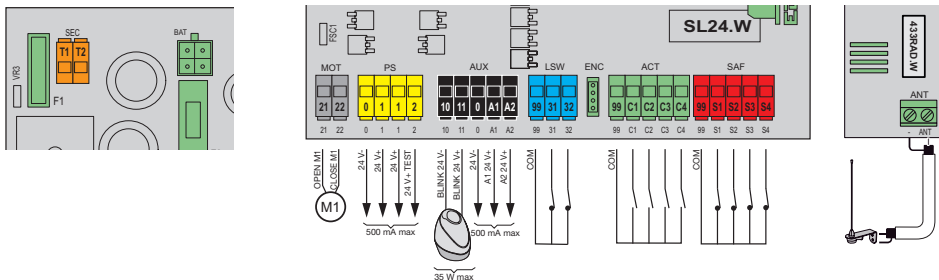 SEC
T1 T2
BAT
VR3
F1
FSC1
SL24.W
MOT PS AUX LSW ENC ACT SAF
21 22 0 1 1 2 10 11 0 A1 A2 99 31 32 99 C1 C2 C3 C4 99 S1 S2 S3 S4
21 22 0 1 1 2 10 11 0 A1 A2 99 31 32 99 C1 C2 C3 C4 99 S1 S2 S3 S4
OPEN M1
CLOSE M1
24 V-
24 V+
24 V+
24 V+ TEST
BLINK 24 V-
BLINK 24 V+
24 V-
A1 24 V+
A2 24 V+
COM
COM
COM
M1
500 mA max
500 mA max
35 W max
433RAD.W
ANT
- ANT